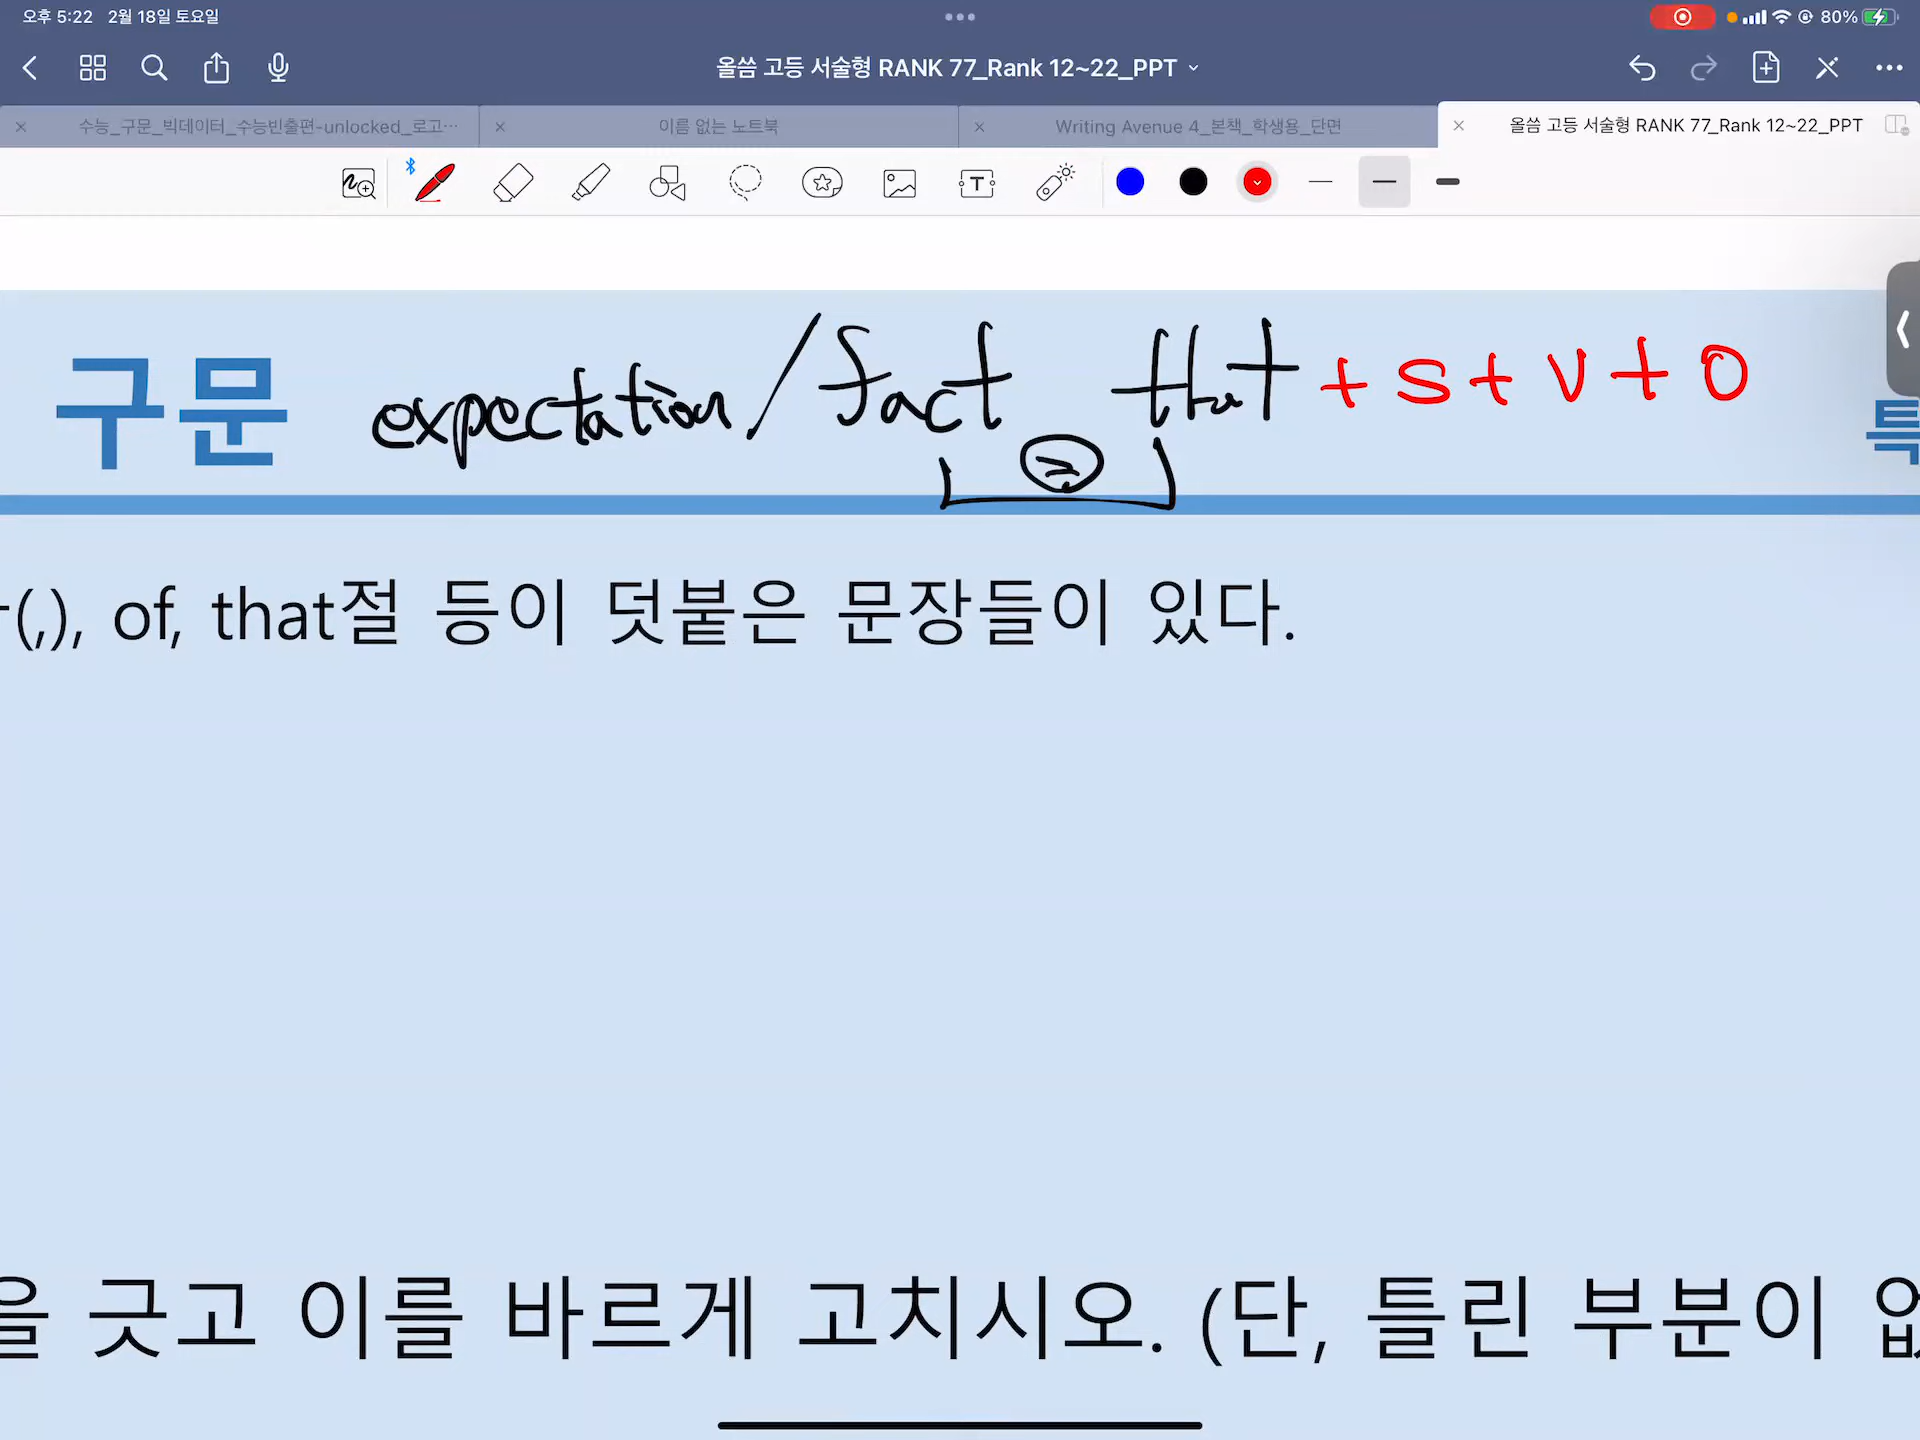 오후 5:22 2월 18일 토요일
80%
올씀 고등 서술형 RANK 77_Rank 12~22_PPT
수능_구문_빅데이터_수능빈출편-unlocked_로고…
이름 없는 노트북
Writing Avenue 4_본책_학생용_단면
올씀 고등 서술형 RANK 77_Rank 12~22_PPT
T
구문 expectation/fact that + S + V + O
=
특
(,), of, that절 등이 덧붙은 문장들이 있다.
을 긋고 이를 바르게 고치시오. (단, 틀린 부분이 없